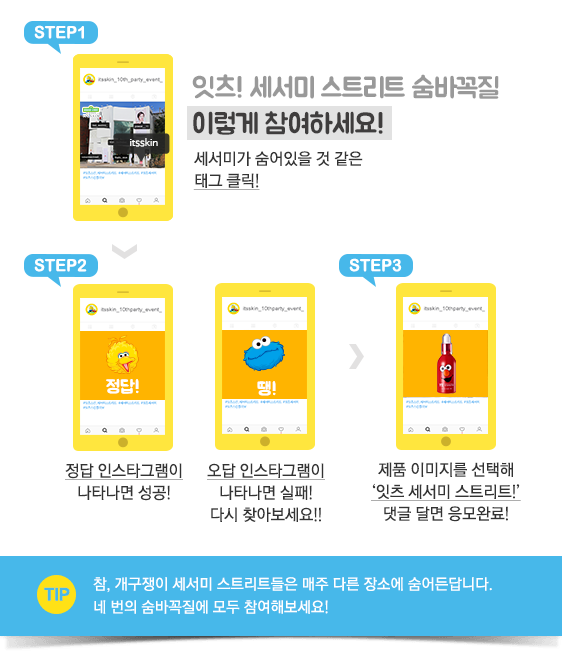 STEP1
itsskin_10th_party_event_
잇츠! 세서미 스트리트 숨바꼭질
이렇게 참여하세요!
itsskin
세서미가 숨어있을 것 같은
태그 클릭!
STEP2
itsskin_10thparty_event_
정답!
정답 인스타그램이
나타나면 성공!
itsskin_10thparty_event_
땡!
오답 인스타그램이
나타나면 실패!
다시 찾아보세요!!
STEP3
itsskin_10thparty_event_
제품 이미지를 선택해
‘잇츠 세서미 스트리트!’
댓글 달면 응모완료!
TIP
참, 개구쟁이 세서미 스트리트들은 매주 다른 장소에 숨어든답니다.
네 번의 숨바꼭질에 모두 참여해보세요!